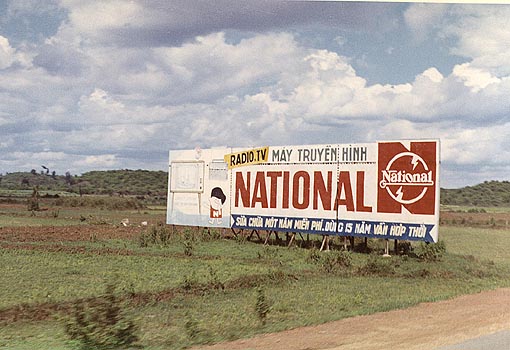 RADIO.TV MÁY TRUYỀN HÌNH
NATIONAL
National
SỬA CHỮA MỘT NĂM MIỄN PHÍ. DÙNG 15 NĂM VẪN HỢP THỜI